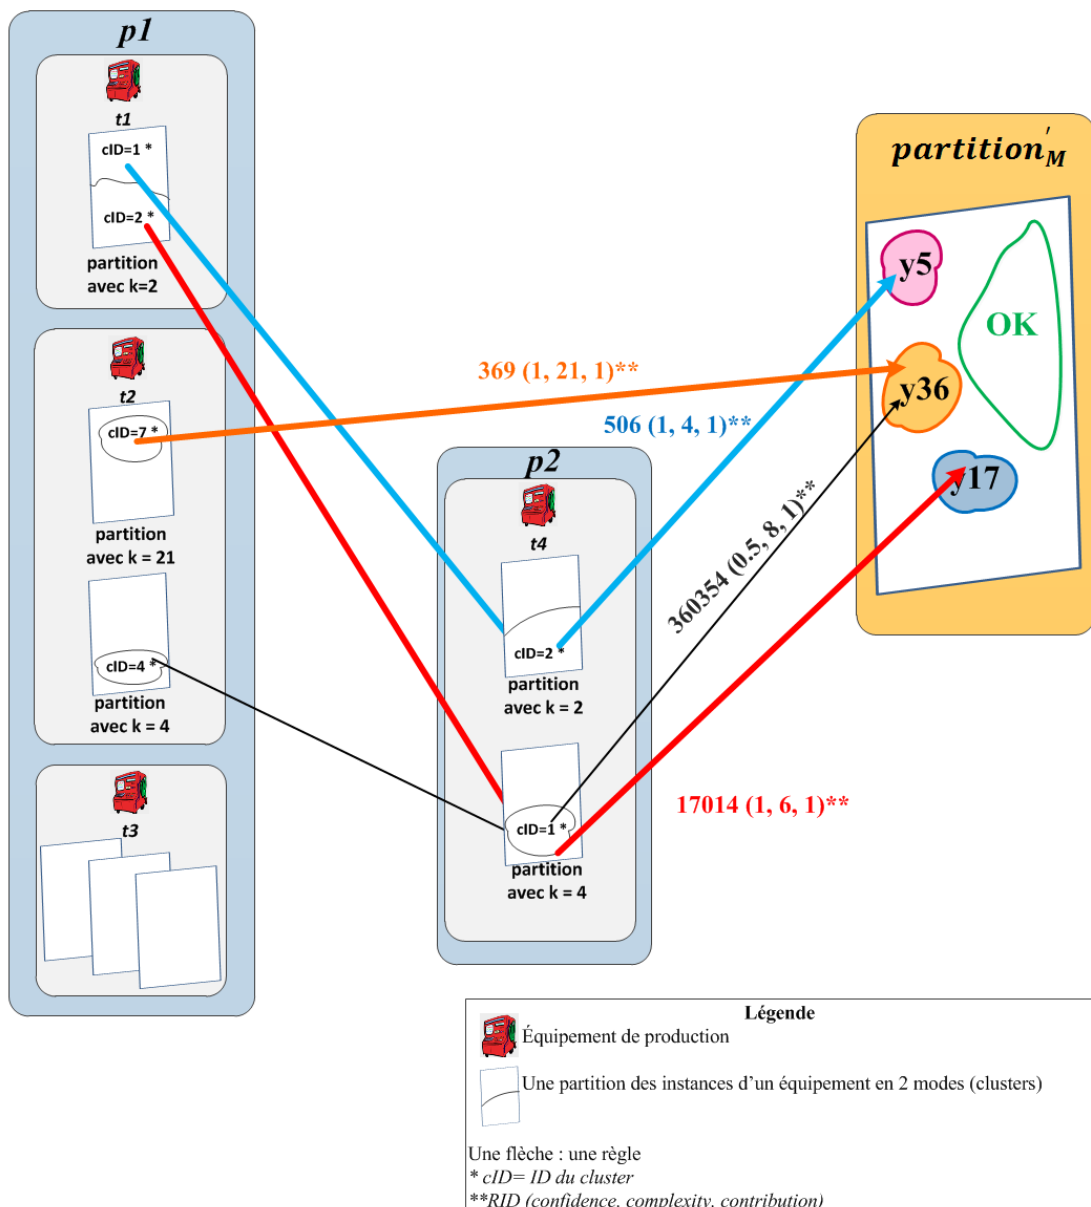 p1
t1
cID=1 *
cID=2 *
partition
avec k=2
t2
cID=7 *
partition
avec k = 21
cID=4 *
partition
avec k = 4
t3
369 (1, 21, 1)**
506 (1, 4, 1)**
p2
t4
cID=2 *
partition
avec k = 2
cID=1 *
partition
avec k = 4
360354 (0.5, 8, 1)**
17014 (1, 6, 1)**
partition'M
y5
OK
y36
y17
Légende
Équipement de production
Une partition des instances d’un équipement en 2 modes (clusters)
Une flèche : une règle
* cID= ID du cluster
**RID (confidence, complexity, contribution)